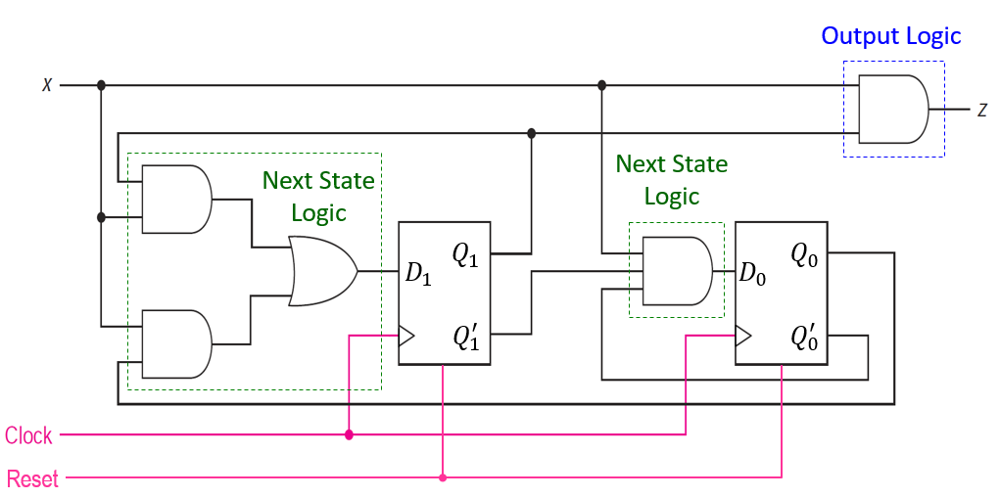 Output Logic
X
Z
Next State
Logic
Next State
Logic
Q₁
D₁
Q₁′
Q₀
D₀
Q₀′
Clock
Reset